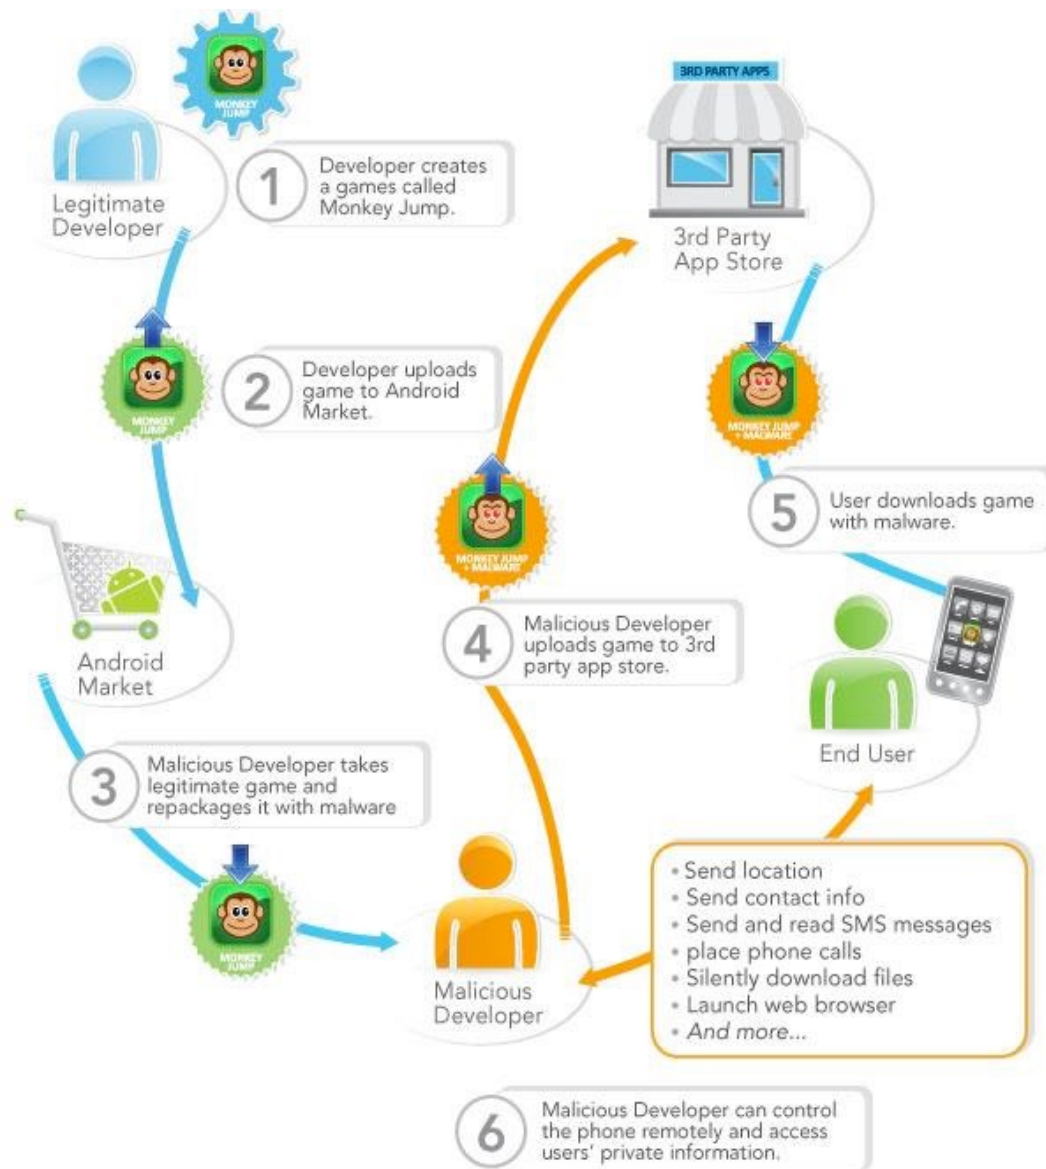 MONKEY
JUMP
3RD PARTY APPS
1
Developer creates
a games called
Monkey Jump.
Legitimate
Developer
3rd Party
App Store
2
Developer uploads
game to Android
Market.
MONKEY
JUMP
MONKEY JUMP
+ MALWARE
5
User downloads game
with malware.
MONKEY JUMP
+ MALWARE
4
Malicious Developer
uploads game to 3rd
party app store.
Android
Market
End User
3
Malicious Developer takes
legitimate game and
repackages it with malware
MONKEY
JUMP
Malicious
Developer
• Send location
• Send contact info
• Send and read SMS messages
• place phone calls
• Silently download files
• Launch web browser
• And more...
6
Malicious Developer can control
the phone remotely and access
users' private information.